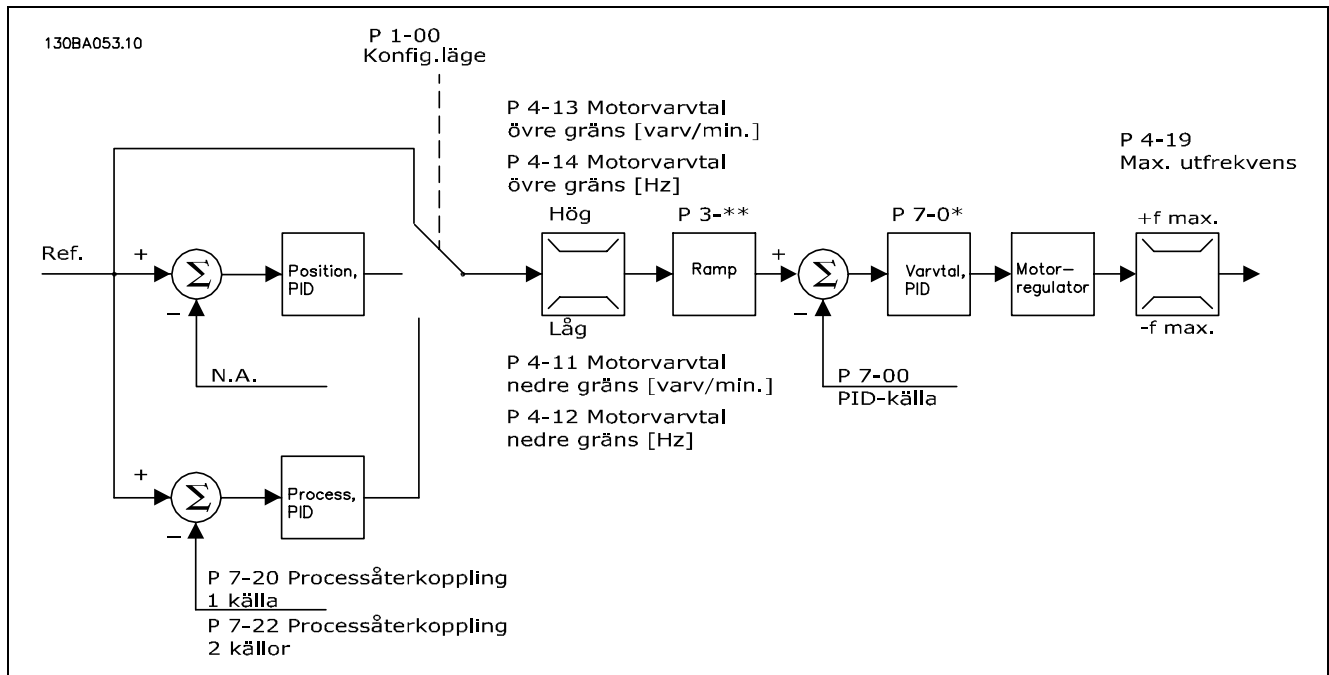 130BA053.10
P 1-00
Konfig.läge
P 4-13 Motorvarvtal
övre gräns [varv/min.]
P 4-14 Motorvarvtal
övre gräns [Hz]
P 4-19
Max. utfrekvens
Hög
P 3-**
P 7-0*
+f max.
Ref.
+
Σ
Position,
PID
Ramp
+
Σ
Varvtal,
PID
Motor-
regulator
–
–
Låg
-f max.
N.A.
P 4-11 Motorvarvtal
nedre gräns [varv/min.]
P 7-00
PID-källa
P 4-12 Motorvarvtal
nedre gräns [Hz]
+
Σ
Process,
PID
–
P 7-20 Processåterkoppling
1 källa
P 7-22 Processåterkoppling
2 källor